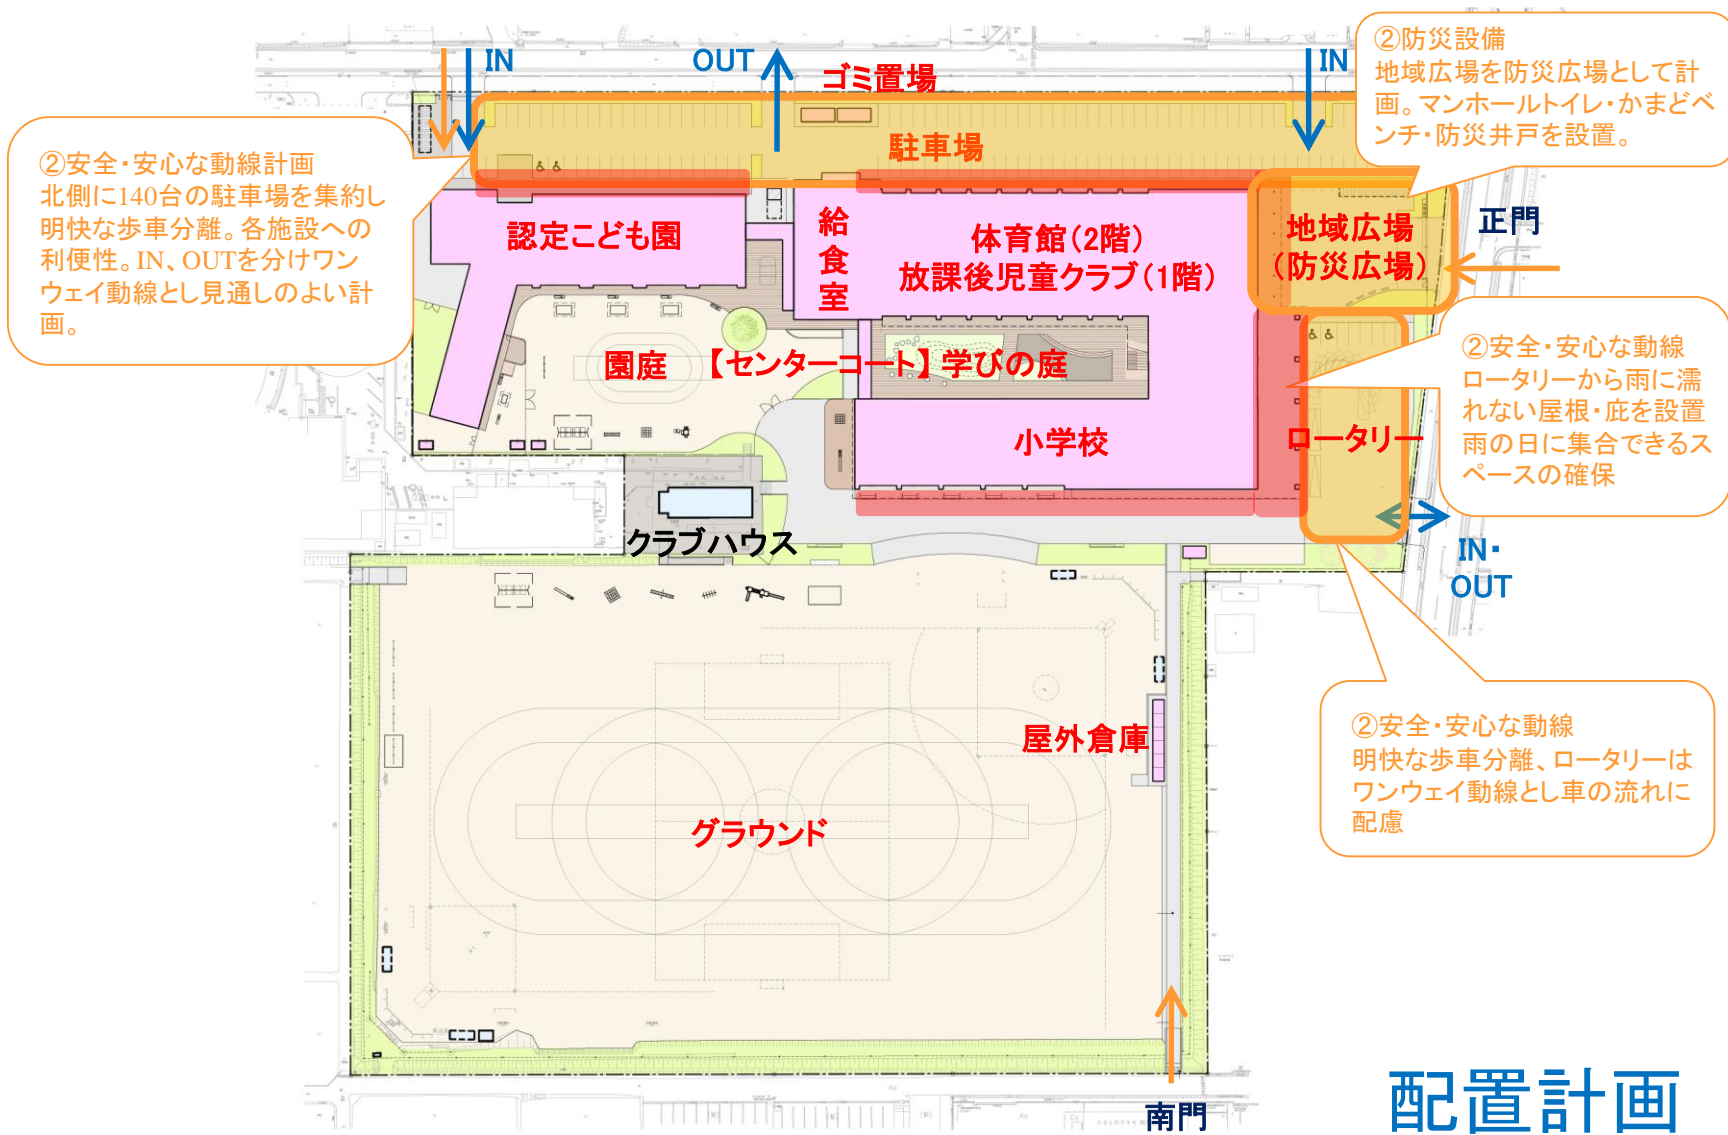 IN
OUT
ゴミ置場
IN
②防災設備
地域広場を防災広場として計
画。マンホールトイレ・かまどベ
ンチ・防災井戸を設置。
②安全・安心な動線計画
北側に140台の駐車場を集約し
明快な歩車分離。各施設への
利便性。IN、OUTを分けワン
ウェイ動線とし見通しのよい計
画。
駐車場
認定こども園
給食室
体育館(2階)
放課後児童クラブ(1階)
地域広場
(防災広場)
正門
園庭
【センターコート】学びの庭
小学校
ロータリー
②安全・安心な動線
ロータリーから雨に濡
れない屋根・庇を設置
雨の日に集合できるス
ペースの確保
クラブハウス
IN・
OUT
屋外倉庫
②安全・安心な動線
明快な歩車分離、ロータリーは
ワンウェイ動線とし車の流れに
配慮
グラウンド
南門
配置計画